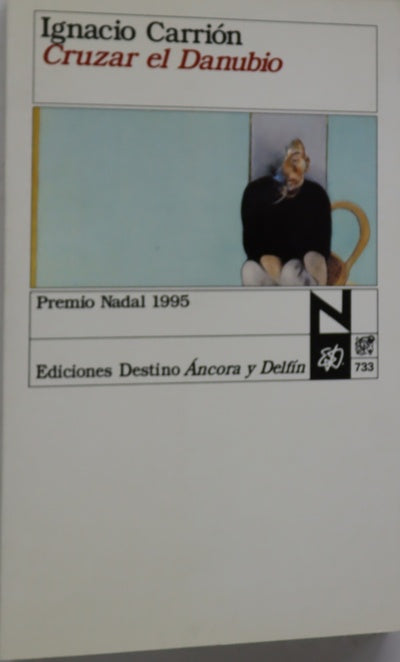 Ignacio Carrión
Cruzar el Danubio
Premio Nadal 1995
N
Ediciones Destino Áncora y Delfín
733